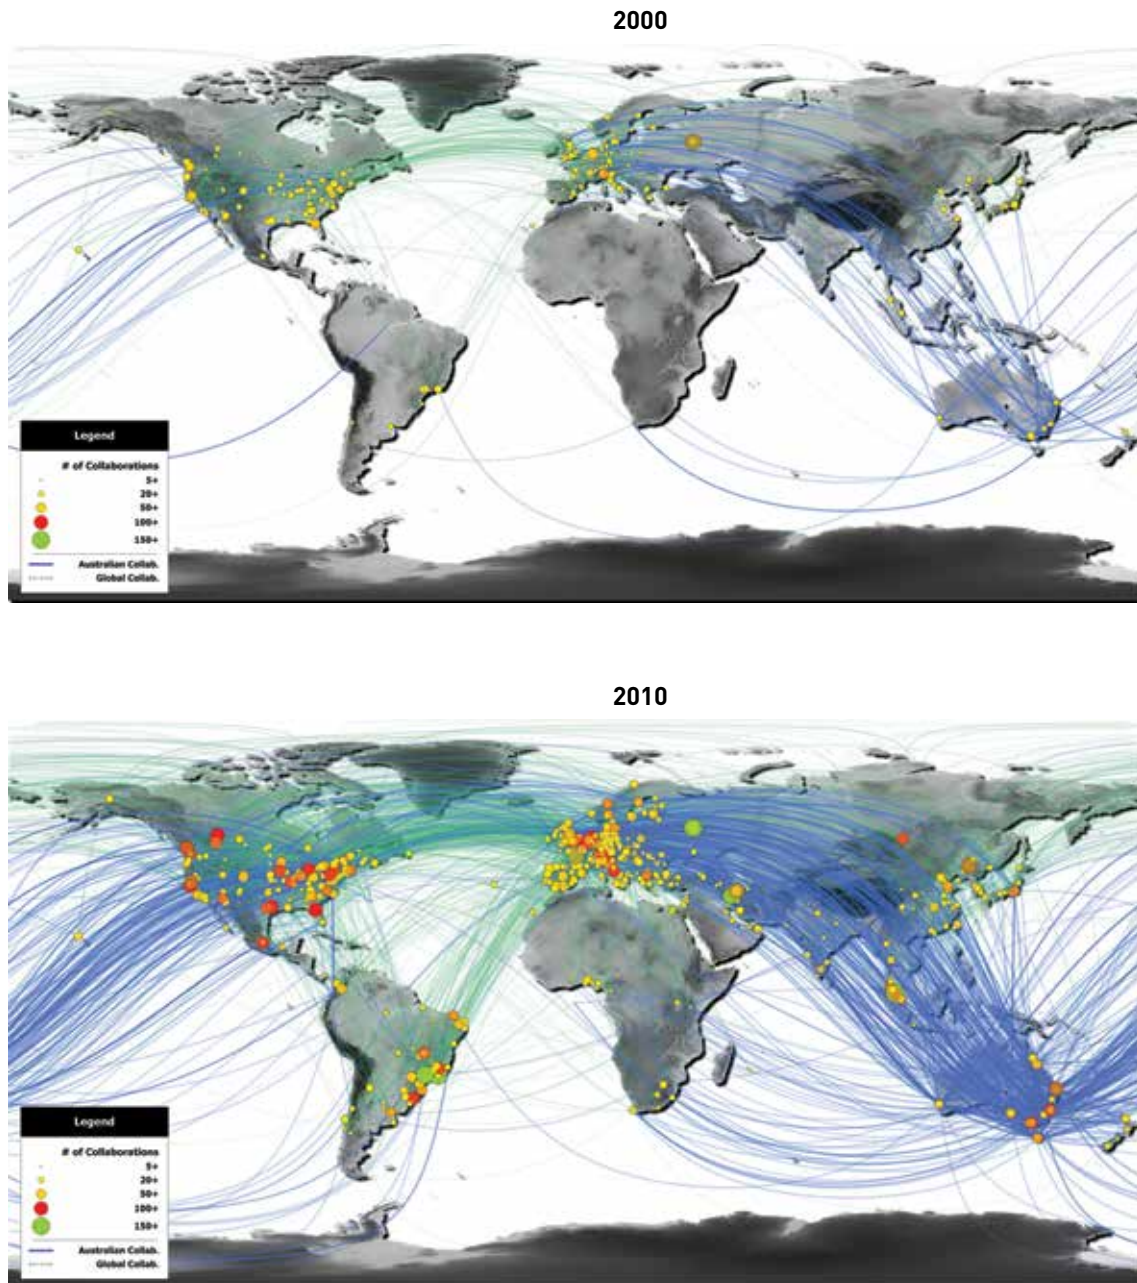 2000
Legend
# of Collaborations
5+
20+
50+
100+
150+
Australian Collab.
Global Collab.
2010
Legend
# of Collaborations
5+
20+
50+
100+
150+
Australian Collab.
Global Collab.